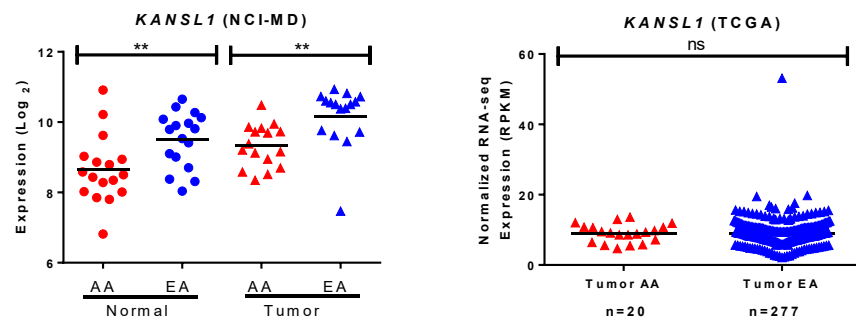 KANSL1 (NCI-MD)
** **
Expression (Log 2)
12
10
8
6
AA EA AA EA
Normal Tumor
KANSL1 (TCGA)
ns
Normalized RNA-seq
Expression (RPKM)
60
40
20
0
Tumor AA Tumor EA
n=20 n=277